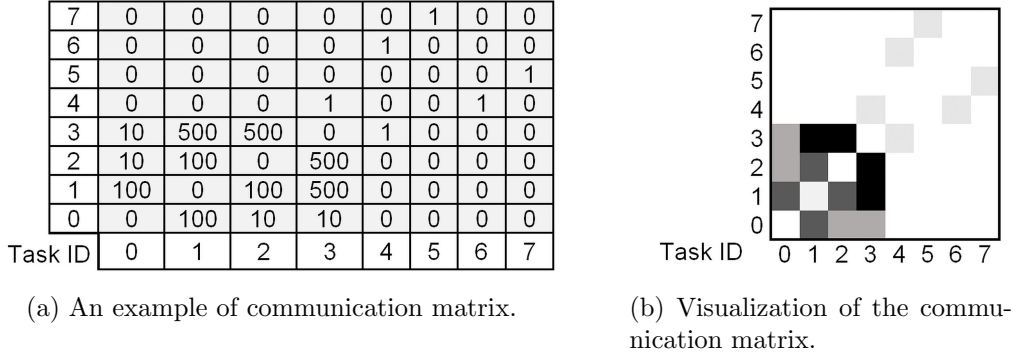 7 0 0 0 0 0 1 0 0
6 0 0 0 0 1 0 0 0
5 0 0 0 0 0 0 0 1
4 0 0 0 1 0 0 1 0
3 10 500 500 0 1 0 0 0
2 10 100 0 500 0 0 0 0
1 100 0 100 500 0 0 0 0
0 0 100 10 10 0 0 0 0
Task ID 0 1 2 3 4 5 6 7
(a) An example of communication matrix.
7
6
5
4
3
2
1
0
Task ID 0 1 2 3 4 5 6 7
(b) Visualization of the commu-
nication matrix.